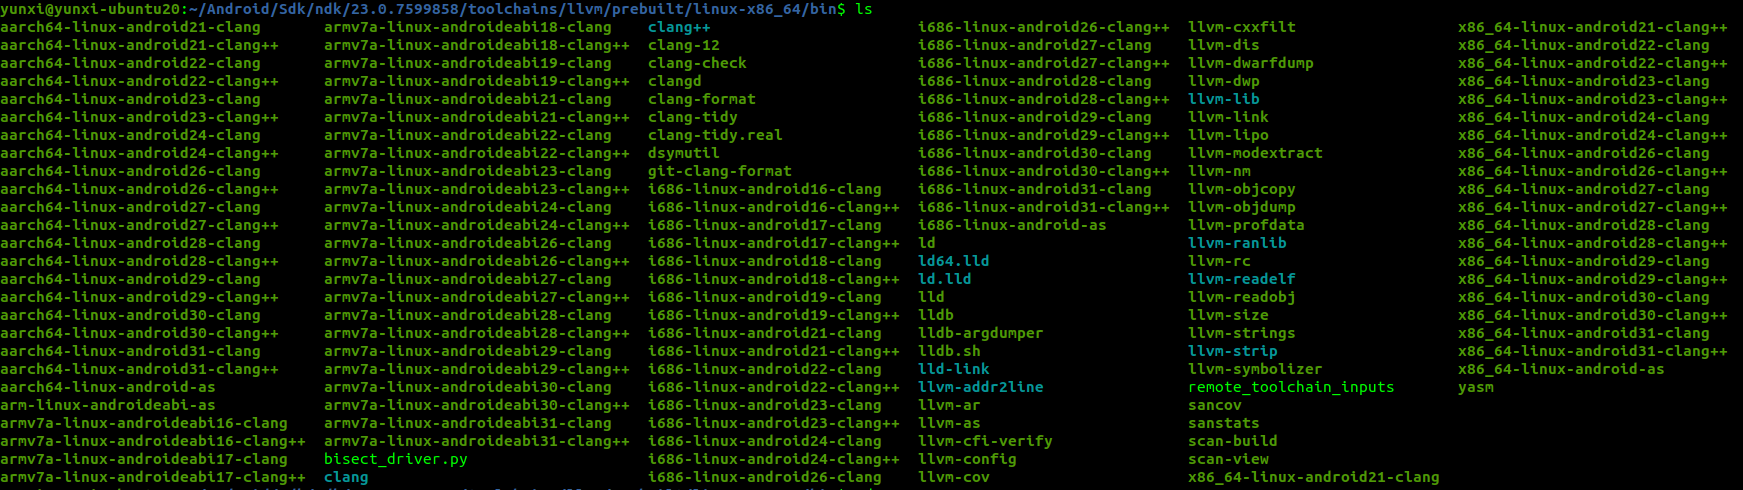 yunxi@yunxi-ubuntu20:~/Android/Sdk/ndk/23.0.7599858/toolchains/llvm/prebuilt/linux-x86_64/bin$ ls
aarch64-linux-android21-clang armv7a-linux-androideabi18-clang clang++ i686-linux-android26-clang++ llvm-cxxfilt x86_64-linux-android21-clang++
aarch64-linux-android21-clang++ armv7a-linux-androideabi18-clang++ clang-12 i686-linux-android27-clang llvm-dis x86_64-linux-android22-clang
aarch64-linux-android22-clang armv7a-linux-androideabi19-clang clang-check i686-linux-android27-clang++ llvm-dwarfdump x86_64-linux-android22-clang++
aarch64-linux-android22-clang++ armv7a-linux-androideabi19-clang++ clangd i686-linux-android28-clang llvm-dwp x86_64-linux-android23-clang
aarch64-linux-android23-clang armv7a-linux-androideabi21-clang clang-format i686-linux-android28-clang++ llvm-lib x86_64-linux-android23-clang++
aarch64-linux-android23-clang++ armv7a-linux-androideabi21-clang++ clang-tidy i686-linux-android29-clang llvm-link x86_64-linux-android24-clang
aarch64-linux-android24-clang armv7a-linux-androideabi22-clang clang-tidy.real i686-linux-android29-clang++ llvm-lipo x86_64-linux-android24-clang++
aarch64-linux-android24-clang++ armv7a-linux-androideabi22-clang++ dsymutil i686-linux-android30-clang llvm-modextract x86_64-linux-android26-clang
aarch64-linux-android26-clang armv7a-linux-androideabi23-clang git-clang-format i686-linux-android30-clang++ llvm-nm x86_64-linux-android26-clang++
aarch64-linux-android26-clang++ armv7a-linux-androideabi23-clang++ i686-linux-android16-clang i686-linux-android31-clang llvm-objcopy x86_64-linux-android27-clang
aarch64-linux-android27-clang armv7a-linux-androideabi24-clang i686-linux-android16-clang++ i686-linux-android31-clang++ llvm-objdump x86_64-linux-android27-clang++
aarch64-linux-android27-clang++ armv7a-linux-androideabi24-clang++ i686-linux-android17-clang i686-linux-android-as llvm-profdata x86_64-linux-android28-clang
aarch64-linux-android28-clang armv7a-linux-androideabi26-clang i686-linux-android17-clang++ ld llvm-ranlib x86_64-linux-android28-clang++
aarch64-linux-android28-clang++ armv7a-linux-androideabi26-clang++ i686-linux-android18-clang ld64.lld llvm-rc x86_64-linux-android29-clang
aarch64-linux-android29-clang armv7a-linux-androideabi27-clang i686-linux-android18-clang++ ld.lld llvm-readelf x86_64-linux-android29-clang++
aarch64-linux-android29-clang++ armv7a-linux-androideabi27-clang++ i686-linux-android19-clang lld llvm-readobj x86_64-linux-android30-clang
aarch64-linux-android30-clang armv7a-linux-androideabi28-clang i686-linux-android19-clang++ lldb llvm-size x86_64-linux-android30-clang++
aarch64-linux-android30-clang++ armv7a-linux-androideabi28-clang++ i686-linux-android21-clang lldb-argdumper llvm-strings x86_64-linux-android31-clang
aarch64-linux-android31-clang armv7a-linux-androideabi29-clang i686-linux-android21-clang++ lldb.sh llvm-strip x86_64-linux-android31-clang++
aarch64-linux-android31-clang++ armv7a-linux-androideabi29-clang++ i686-linux-android22-clang lld-link llvm-symbolizer x86_64-linux-android-as
aarch64-linux-android-as armv7a-linux-androideabi30-clang i686-linux-android22-clang++ llvm-addr2line remote_toolchain_inputs yasm
arm-linux-androideabi-as armv7a-linux-androideabi30-clang++ i686-linux-android23-clang llvm-ar sancov
armv7a-linux-androideabi16-clang armv7a-linux-androideabi31-clang i686-linux-android23-clang++ llvm-as sanstats
armv7a-linux-androideabi16-clang++ armv7a-linux-androideabi31-clang++ i686-linux-android24-clang llvm-cfi-verify scan-build
armv7a-linux-androideabi17-clang bisect_driver.py i686-linux-android24-clang++ llvm-config scan-view
armv7a-linux-androideabi17-clang++ clang i686-linux-android26-clang llvm-cov x86_64-linux-android21-clang